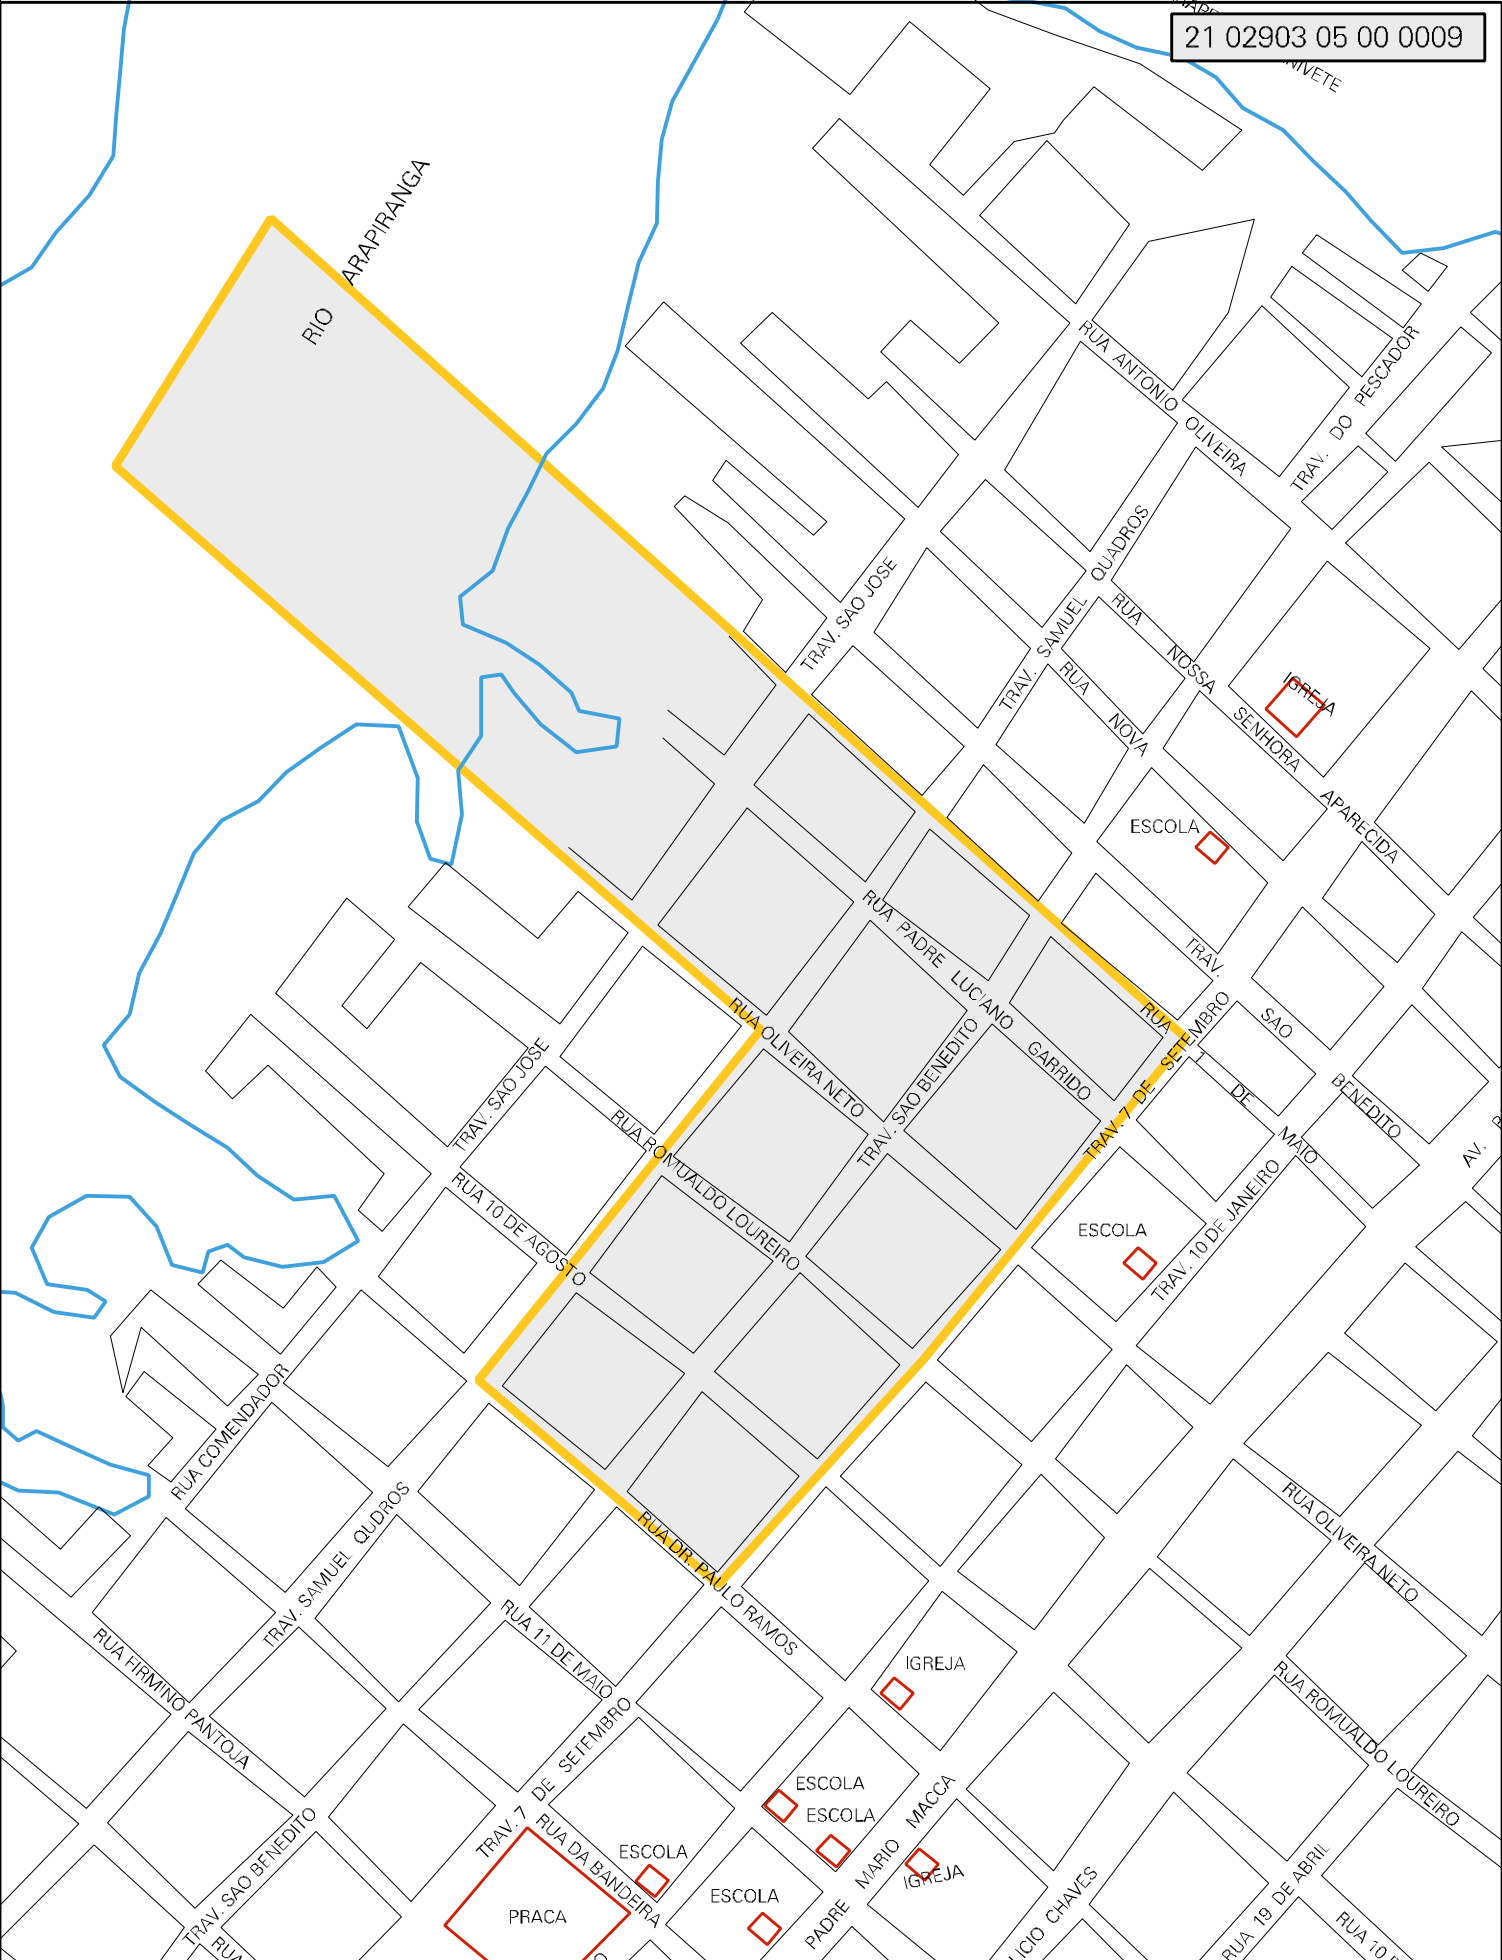 21 02903 05 00 0009
NIVETE
RIO ARAPIRANGA
RUA ANTONIO OLIVEIRA
TRAV. DO PESCADOR
TRAV. SAO JOSE
TRAV. SAMUEL QUADROS
RUA NOSSA SENHORA APARECIDA
RUA NOVA
IGREJA
ESCOLA
RUA PADRE LUCIANO GARRIDO
TRAV. SAO BENEDITO
RUA 1 DE MAIO
TRAV. 7 DE SETEMBRO
RUA OLIVEIRA NETO
TRAV. SAO BENEDITO
AV.
TRAV. SAO JOSE
RUA ROMUALDO LOUREIRO
RUA 10 DE AGOSTO
ESCOLA
TRAV. 10 DE JANEIRO
RUA COMENDADOR
TRAV. SAMUEL QUDROS
RUA DR. PAULO RAMOS
RUA OLIVEIRA NETO
RUA 11 DE MAIO
RUA FIRMINO PANTOJA
IGREJA
RUA ROMUALDO LOUREIRO
TRAV. 7 DE SETEMBRO
ESCOLA
ESCOLA
PADRE MARIO MACCA
RUA DA BANDEIRA
ESCOLA
IGREJA
TRAV. SAO BENEDITO
ESCOLA
PRACA
LICIO CHAVES
RUA 19 DE ABRIL
RUA 10
RUA